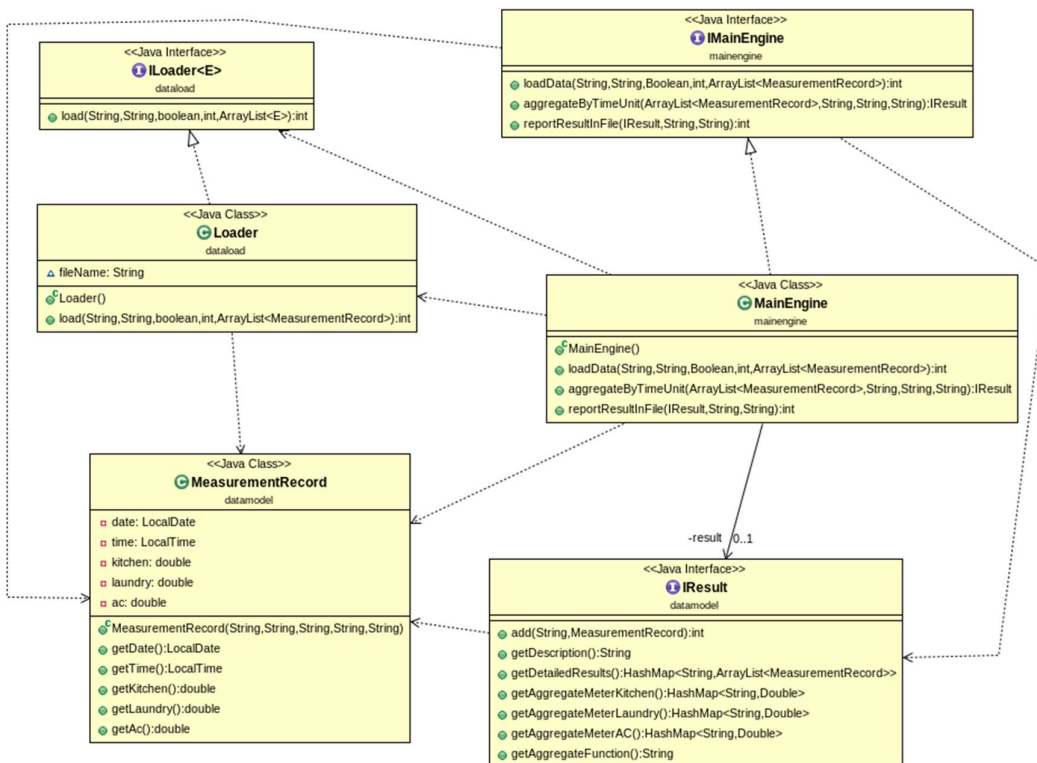 <<Java Interface>>
IMainEngine
mainengine
loadData(String,String,Boolean,int,ArrayList<MeasurementRecord>):int
aggregateByTimeUnit(ArrayList<MeasurementRecord>,String,String,String):IResult
reportResultInFile(IResult,String,String):int
<<Java Interface>>
ILoader<E>
dataload
load(String,String,boolean,int,ArrayList<E>):int
<<Java Class>>
Loader
dataload
fileName: String
Loader()
load(String,String,boolean,int,ArrayList<MeasurementRecord>):int
<<Java Class>>
MainEngine
mainengine
MainEngine()
loadData(String,String,Boolean,int,ArrayList<MeasurementRecord>):int
aggregateByTimeUnit(ArrayList<MeasurementRecord>,String,String,String):IResult
reportResultInFile(IResult,String,String):int
<<Java Class>>
MeasurementRecord
datamodel
date: LocalDate
time: LocalTime
kitchen: double
laundry: double
ac: double
MeasurementRecord(String,String,String,String,String)
getDate():LocalDate
getTime():LocalTime
getKitchen():double
getLaundry():double
getAc():double
-result 0..1
<<Java Interface>>
IResult
datamodel
add(String,MeasurementRecord):int
getDescription():String
getDetailedResults():HashMap<String,ArrayList<MeasurementRecord>>
getAggregateMeterKitchen():HashMap<String,Double>
getAggregateMeterLaundry():HashMap<String,Double>
getAggregateMeterAC():HashMap<String,Double>
getAggregateFunction():String